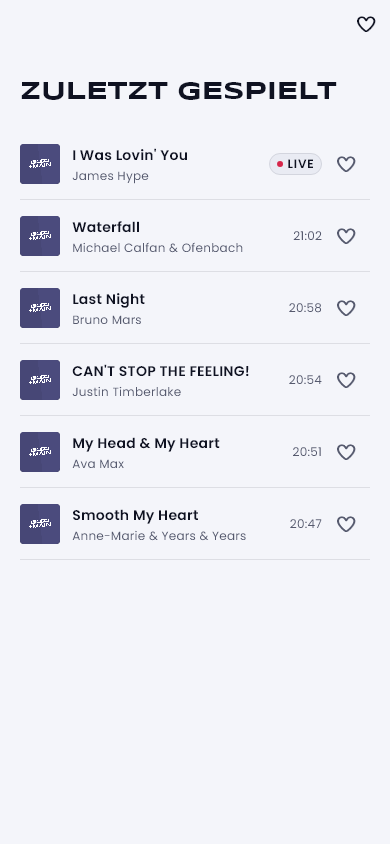 ZULETZT GESPIELT
I Was Lovin' You
James Hype
LIVE
Waterfall
Michael Calfan & Ofenbach
21:02
Last Night
Bruno Mars
20:58
CAN'T STOP THE FEELING!
Justin Timberlake
20:54
My Head & My Heart
Ava Max
20:51
Smooth My Heart
Anne-Marie & Years & Years
20:47